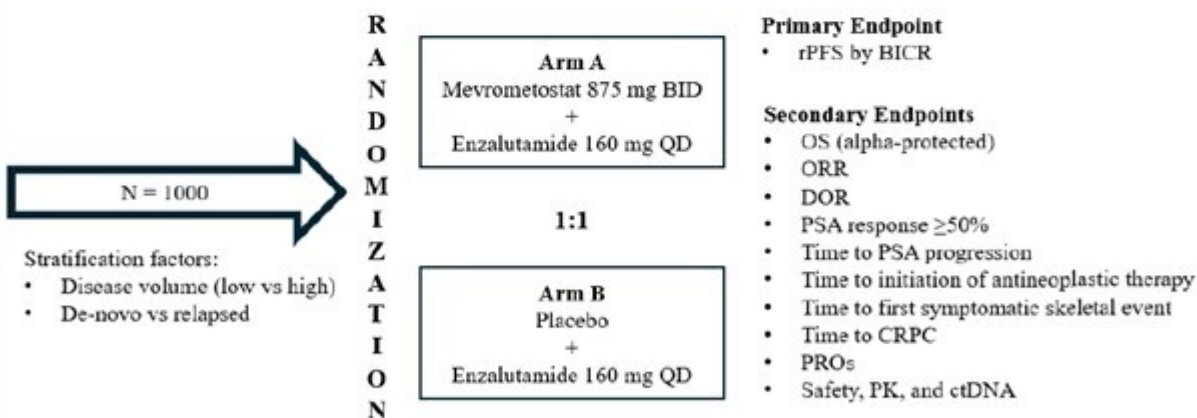 N = 1000
Stratification factors:
• Disease volume (low vs high)
• De-novo vs relapsed
R
A
N
D
O
M
I
Z
A
T
I
O
N
Arm A
Mevrometostat 875 mg BID
+
Enzalutamide 160 mg QD
1:1
Arm B
Placebo
+
Enzalutamide 160 mg QD
Primary Endpoint
• rPFS by BICR
Secondary Endpoints
• OS (alpha-protected)
• ORR
• DOR
• PSA response ≥50%
• Time to PSA progression
• Time to initiation of antineoplastic therapy
• Time to first symptomatic skeletal event
• Time to CRPC
• PROs
• Safety, PK, and ctDNA